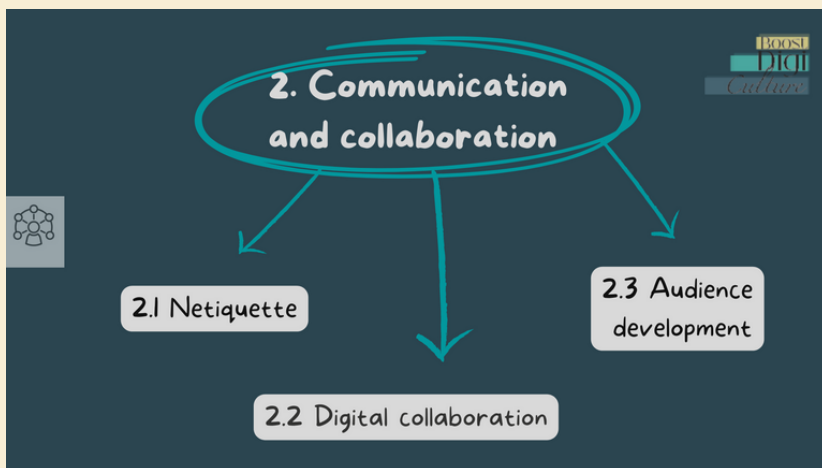 Boost
Digi
Culture
2. Communication
and collaboration
2.1 Netiquette
2.3 Audience
development
2.2 Digital collaboration